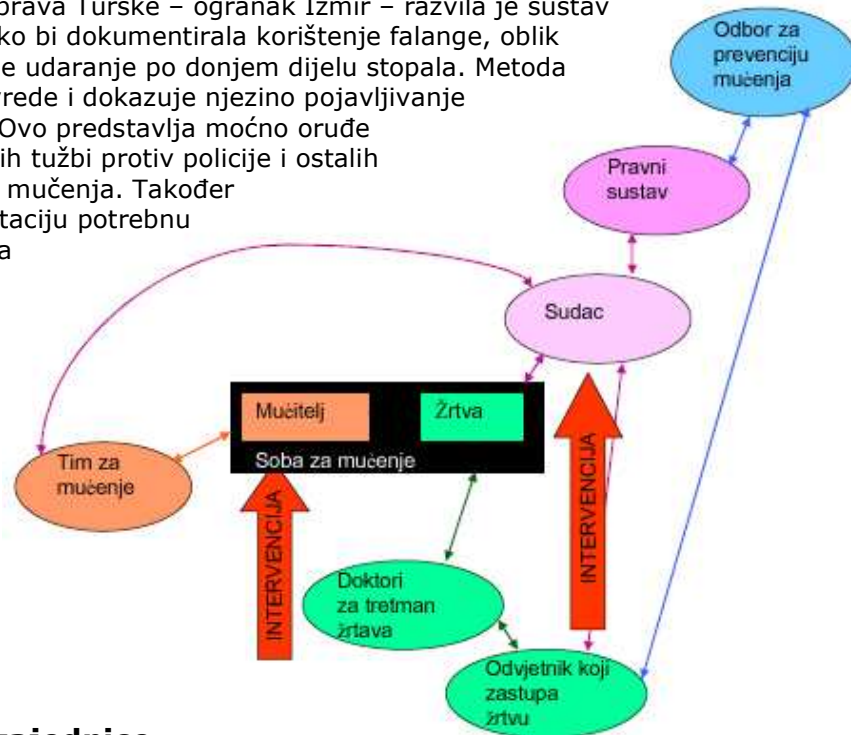 prava Turske – ogranak Izmir – razvila je sustav
ko bi dokumentirala korištenje falange, oblik
e udaranje po donjem dijelu stopala. Metoda
vrede i dokazuje njezino pojavljivanje
Ovo predstavlja moćno oruđe
ih tužbi protiv policije i ostalih
mučenja. Također
taciju potrebnu
a
Odbor za
prevenciju
mučenja
Pravni
sustav
Sudac
Mučitelj
Žrtva
Soba za mučenje
Tim za
mučenje
INTERVENCIJA
INTERVENCIJA
Doktori
za tretman
žrtava
Odvjetnik koji
zastupa
žrtvu
zajednice